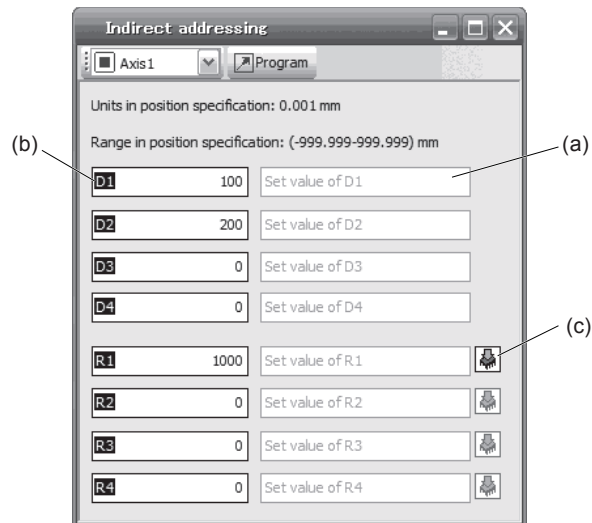 Indirect addressing
Axis1 Program
Units in position specification: 0.001 mm
Range in position specification: (-999.999-999.999) mm
(b) (a)
D1 100 Set value of D1
D2 200 Set value of D2
D3 0 Set value of D3
D4 0 Set value of D4
(c)
R1 1000 Set value of R1
R2 0 Set value of R2
R3 0 Set value of R3
R4 0 Set value of R4